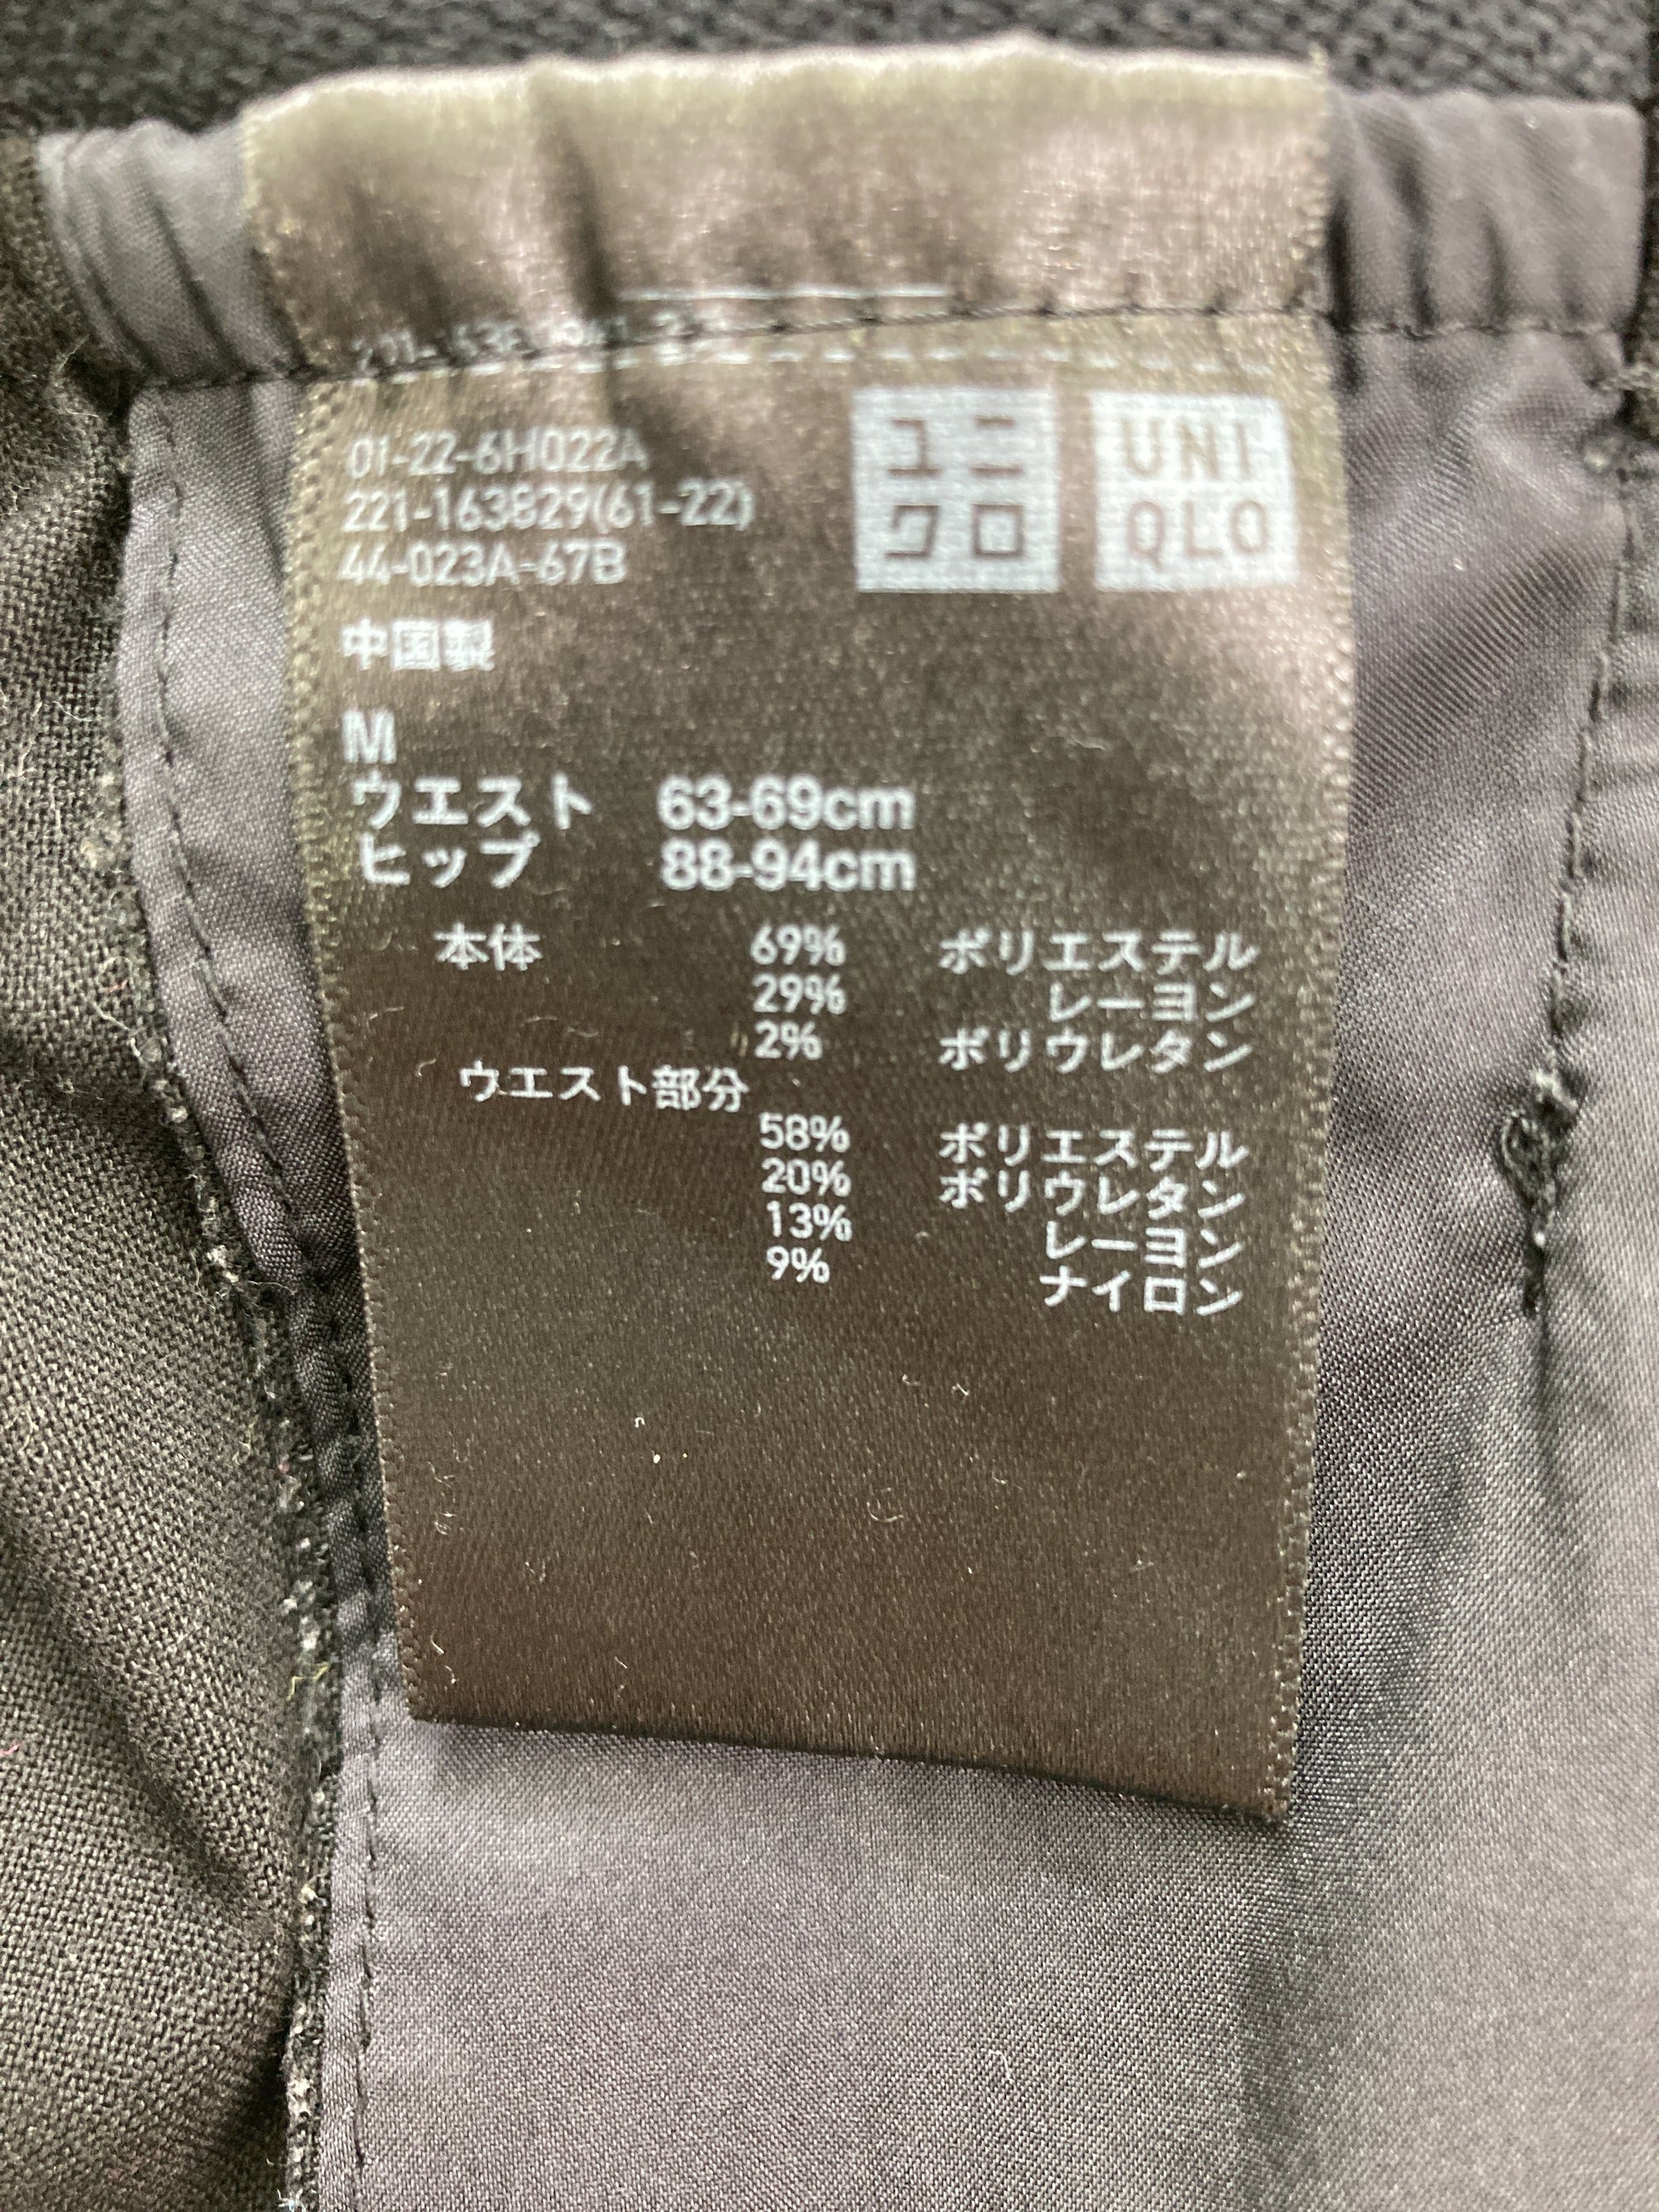 01-22-6H022A
221-163829(61-22)
44-023A-67B
ユニ
クロ
UNI
QLO
中国製
M
ウエスト 63-69cm
ヒップ 88-94cm
本体 69% ポリエステル
29% レーヨン
2% ポリウレタン
ウエスト部分
58% ポリエステル
20% ポリウレタン
13% レーヨン
9% ナイロン